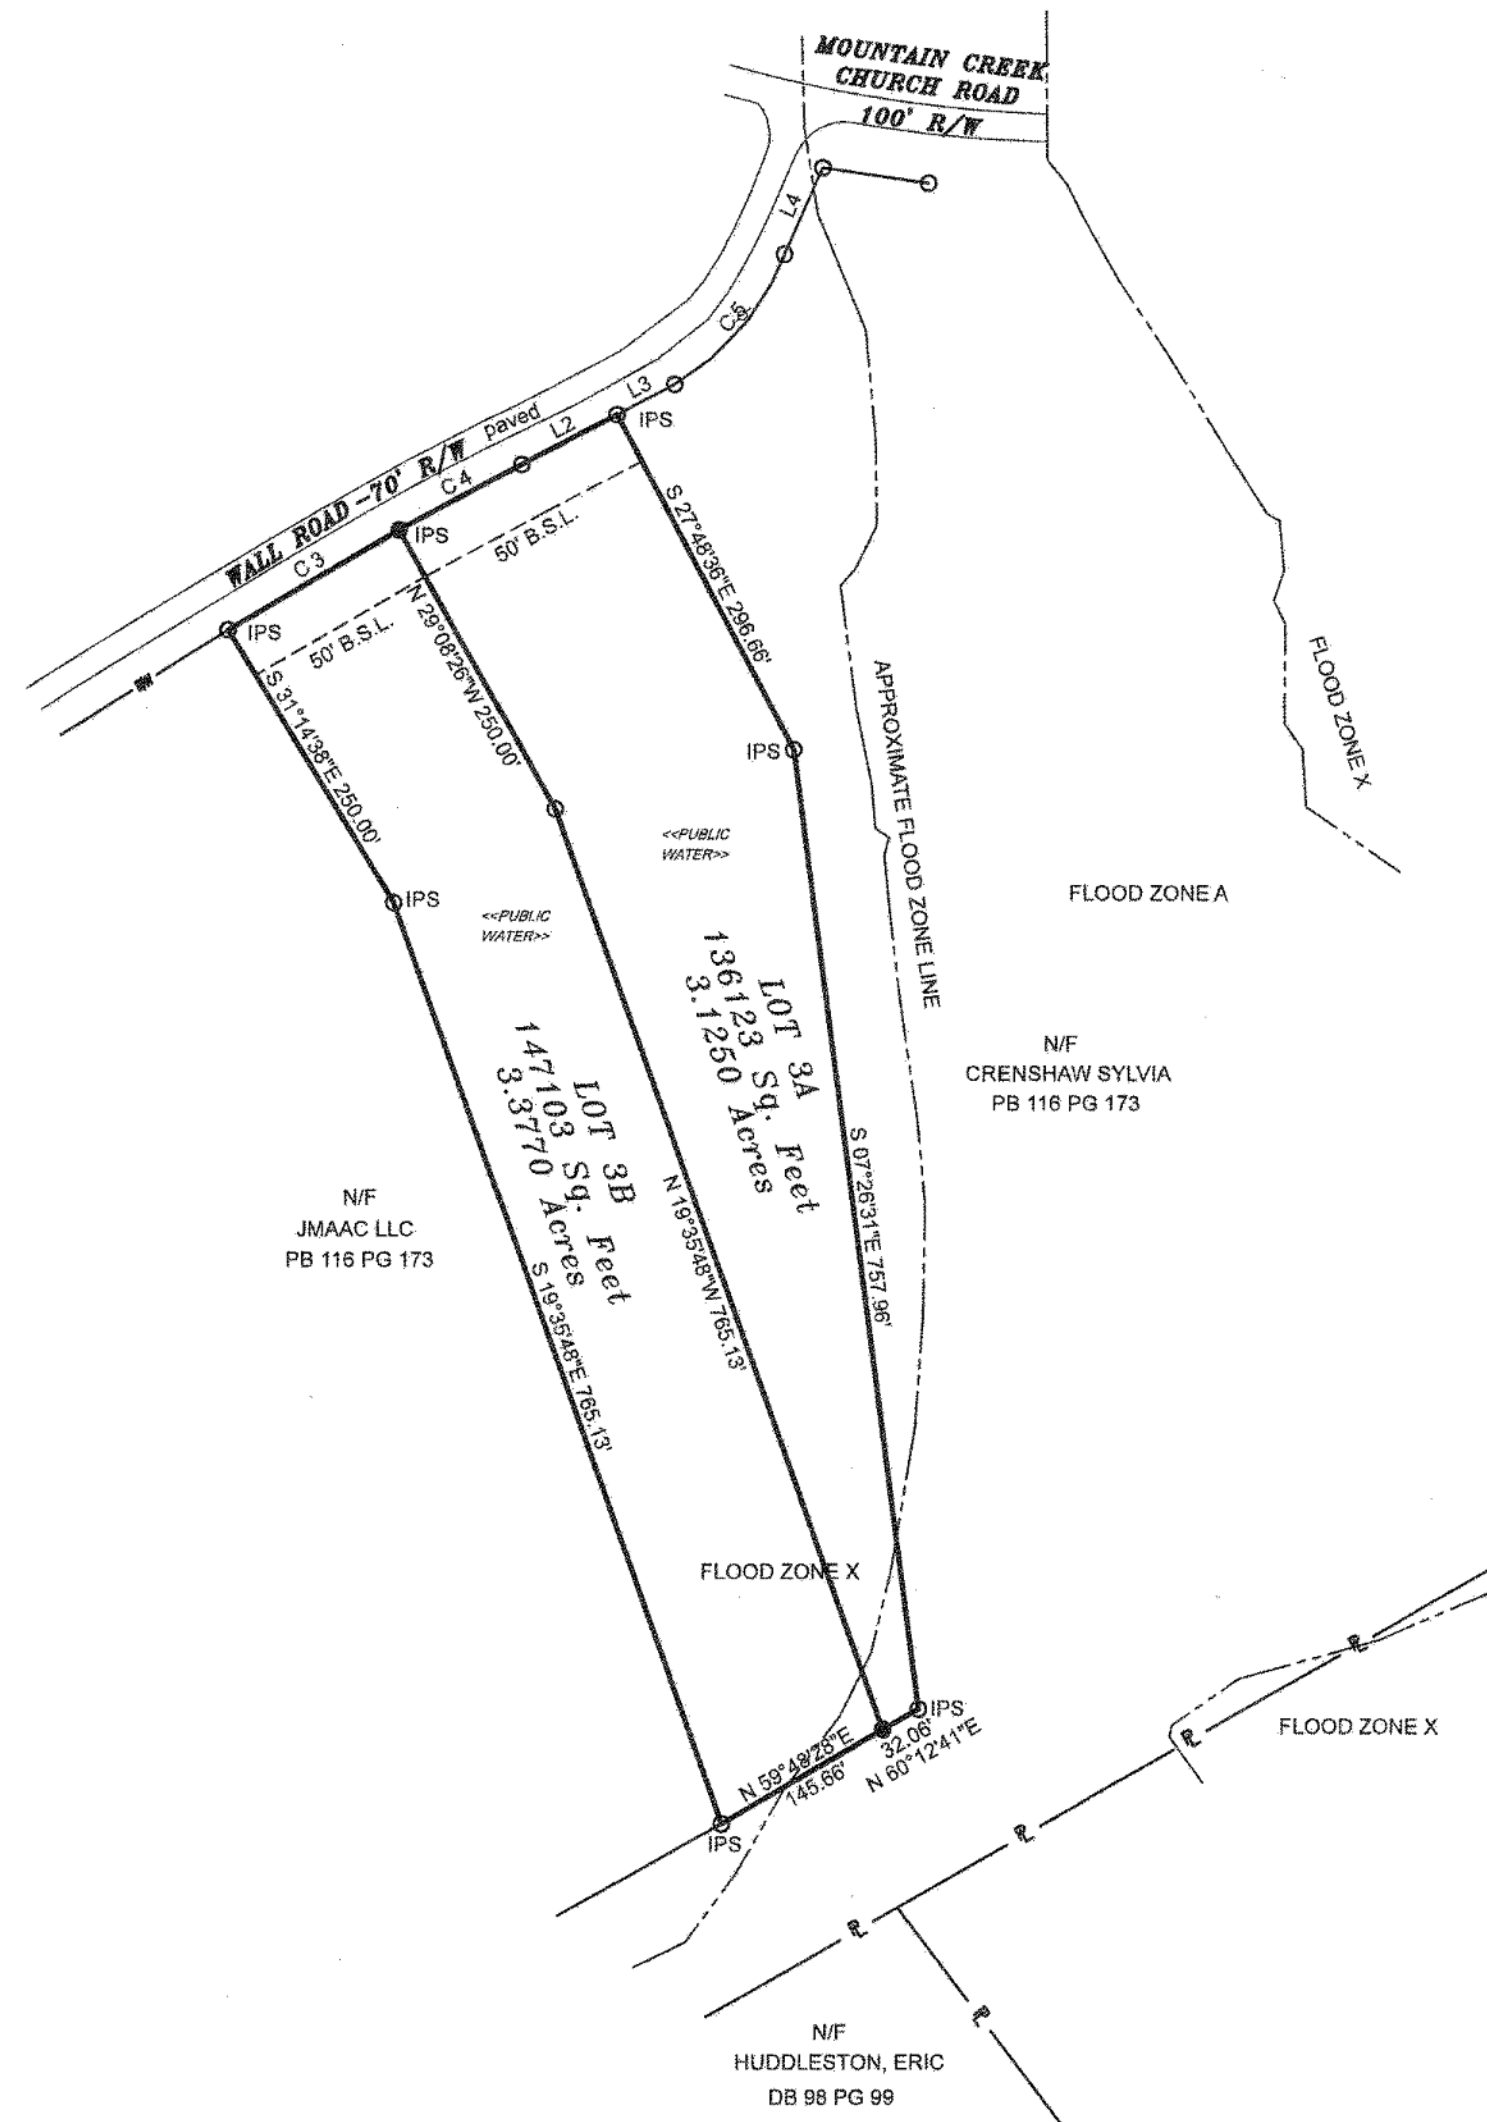 MOUNTAIN CREEK
CHURCH ROAD
100' R/W
L4
C5
L3
L2
IPS
paved
WALL ROAD -70' R/W
C4
IPS
C3
IPS
50' B.S.L.
50' B.S.L.
R/W
S 27°48'36"E 296.66'
N 29°08'26"W 250.00'
S 31°14'38"E 250.00'
FLOOD ZONE X
APPROXIMATE FLOOD ZONE LINE
IPS
<<PUBLIC
WATER>>
FLOOD ZONE A
IPS
<<PUBLIC
WATER>>
LOT 3A
136123 Sq. Feet
3.1250 Acres
LOT 3B
147103 Sq. Feet
3.3770 Acres
N/F
CRENSHAW SYLVIA
PB 116 PG 173
S 07°26'31"E 757.96'
N/F
JMAAC LLC
PB 116 PG 173
N 19°35'48"W 765.13'
S 19°35'48"E 765.13'
FLOOD ZONE X
IPS
32.06'
N 60°12'41"E
N 59°48'28"E
145.66'
IPS
PL
FLOOD ZONE X
PL
PL
PL
PL
N/F
HUDDLESTON, ERIC
DB 98 PG 99